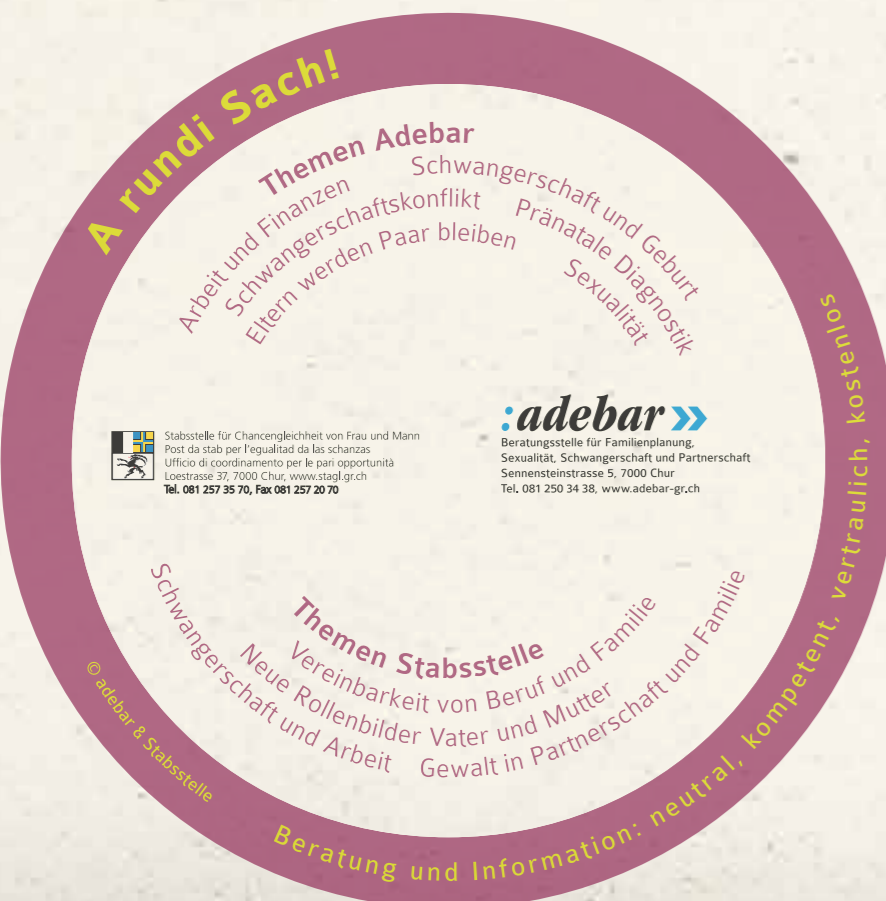 A rundi Sach!
Themen Adebar
Arbeit und Finanzen
Schwangerschaft und Geburt
Schwangerschaftskonflikt
Pränatale Diagnostik
Eltern werden Paar bleiben
Sexualität
Stabsstelle für Chancengleichheit von Frau und Mann
Post da stab per l'egualitad da las schanzas
Ufficio di coordinamento per le pari opportunità
Loestrasse 37, 7000 Chur, www.stagl.gr.ch
Tel. 081 257 35 70, Fax 081 257 20 70
:adebar »
Beratungsstelle für Familienplanung,
Sexualität, Schwangerschaft und Partnerschaft
Sennensteinstrasse 5, 7000 Chur
Tel. 081 250 34 38, www.adebar-gr.ch
Themen Stabsstelle
Vereinbarkeit von Beruf und Familie
Neue Rollenbilder Vater und Mutter
Schwangerschaft und Arbeit
Gewalt in Partnerschaft und Familie
© adebar & Stabsstelle
Beratung und Information: neutral, kompetent, vertraulich, kostenlos